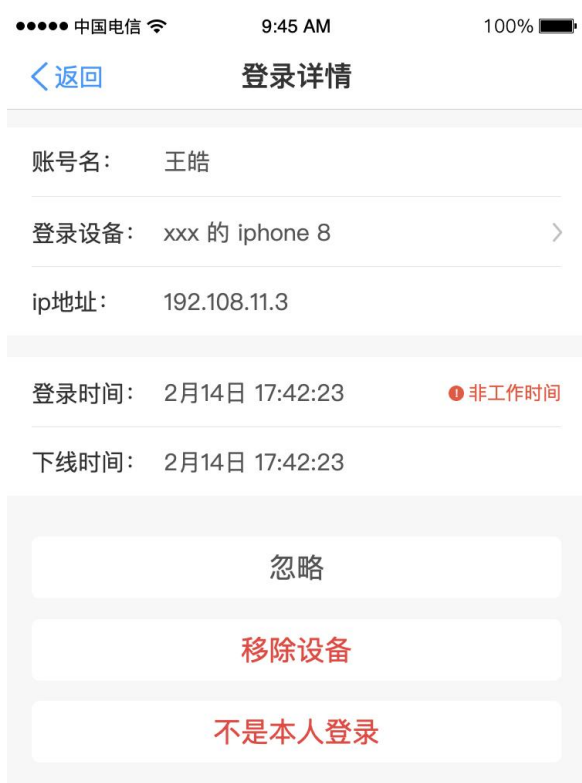 中国电信 9:45 AM 100%
返回 登录详情
账号名： 王皓
登录设备： xxx 的 iphone 8
ip地址： 192.108.11.3
登录时间： 2月14日 17:42:23 非工作时间
下线时间： 2月14日 17:42:23
忽略
移除设备
不是本人登录